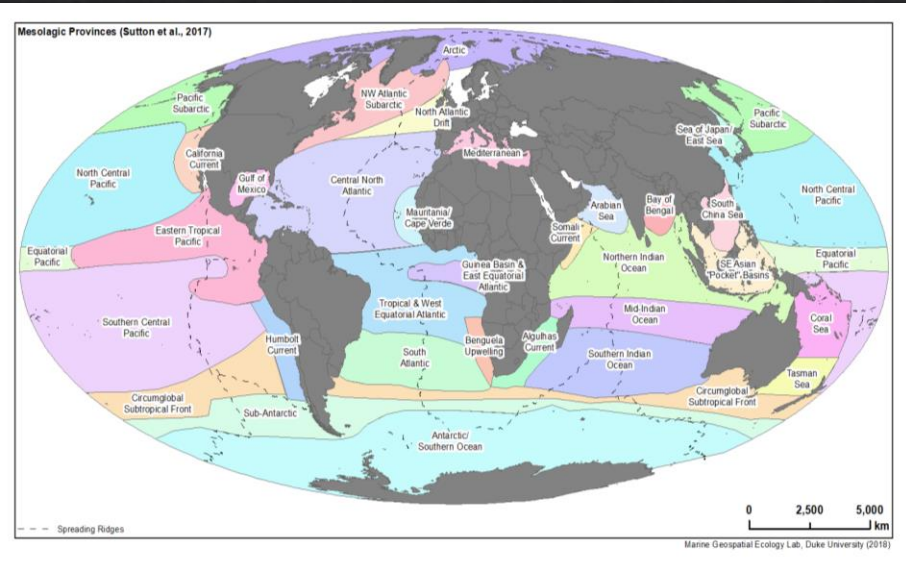 Mesolagic Provinces (Sutton et al., 2017)
Arctic
Pacific
Subarctic
NW Atlantic
Subarctic
North Atlantic
Drift
Pacific
Subarctic
Sea of Japan/
East Sea
Mediterranean
California
Current
North Central
Pacific
Gulf of
Mexico
Central North
Atlantic
Mauritania/
Cape Verde
Arabian
Sea
Bay of
Bengal
South
China Sea
North Central
Pacific
Eastern Tropical
Pacific
Somali
Current
Equatorial
Pacific
Northern Indian
Ocean
SE Asian
"Pocket" Basins
Equatorial
Pacific
Guinea Basin &
East Equatorial
Atlantic
Tropical & West
Equatorial Atlantic
Mid-Indian
Ocean
Coral
Sea
Southern Central
Pacific
Humbolt
Current
South
Atlantic
Benguela
Upwelling
Algulhas
Current
Southern Indian
Ocean
Tasman
Sea
Circumglobal
Subtropical Front
Circumglobal
Subtropical Front
Sub-Antarctic
Antarctic/
Southern Ocean
0 2,500 5,000
km
Spreading Ridges
Marine Geospatial Ecology Lab, Duke University (2018)